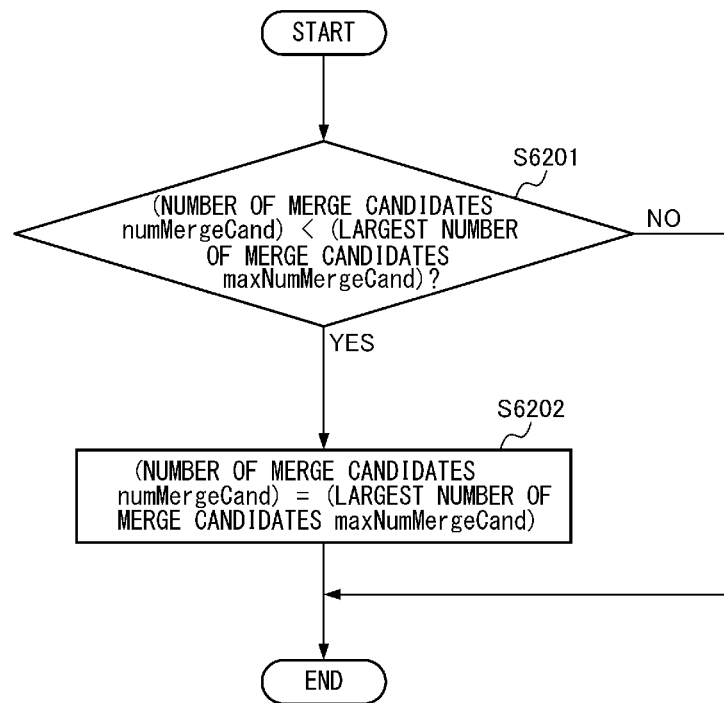 START
S6201
(NUMBER OF MERGE CANDIDATES
numMergeCand) < (LARGEST NUMBER
OF MERGE CANDIDATES
maxNumMergeCand)?
NO
YES
S6202
(NUMBER OF MERGE CANDIDATES
numMergeCand) = (LARGEST NUMBER OF
MERGE CANDIDATES maxNumMergeCand)
END